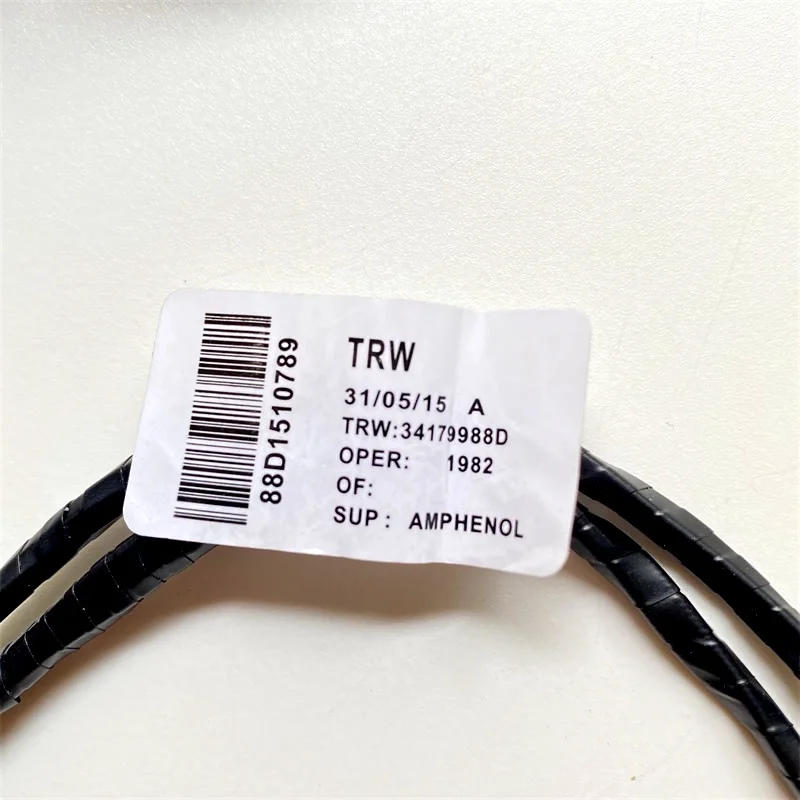 88D1510789
TRW
31/05/15 A
TRW:34179988D
OPER: 1982
OF:
SUP: AMPHENOL